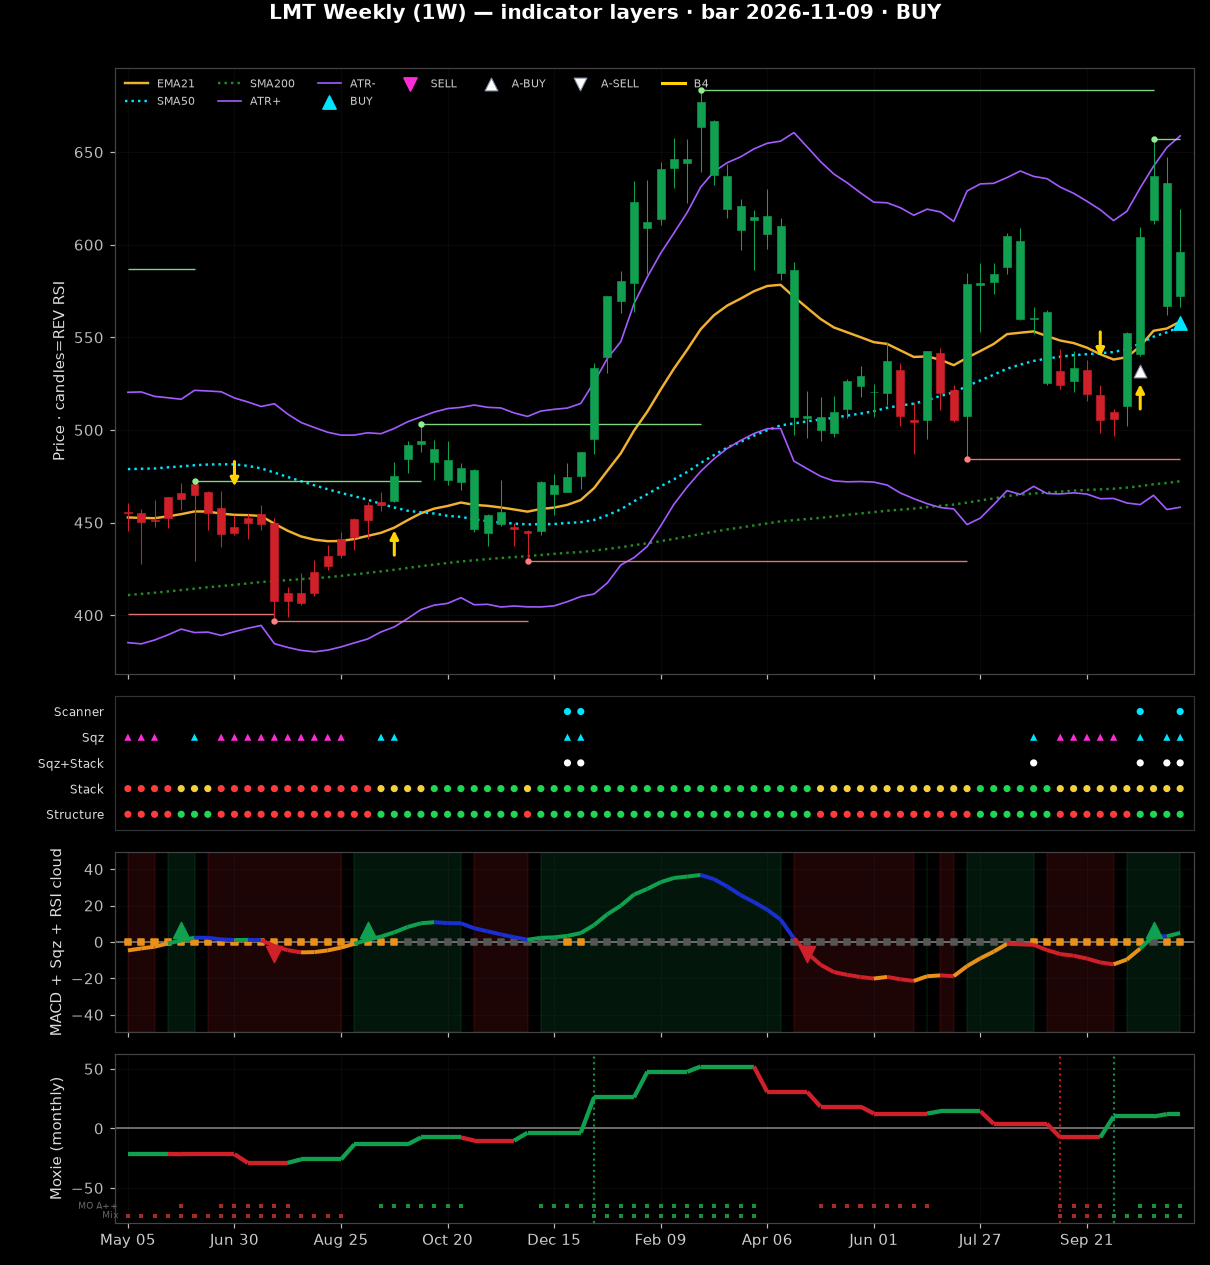 LMT Weekly (1W) — indicator layers · bar 2026-11-09 · BUY
EMA21 SMA200 ATR- SELL A-BUY A-SELL B4
SMA50 ATR+ BUY
Price · candles=REV RSI
650
600
550
500
450
400
Scanner
Sqz
Sqz+Stack
Stack
Structure
MACD + Sqz + RSI cloud
40
20
0
−20
−40
Moxie (monthly)
50
0
−50
MO A++
Mix
May 05 Jun 30 Aug 25 Oct 20 Dec 15 Feb 09 Apr 06 Jun 01 Jul 27 Sep 21